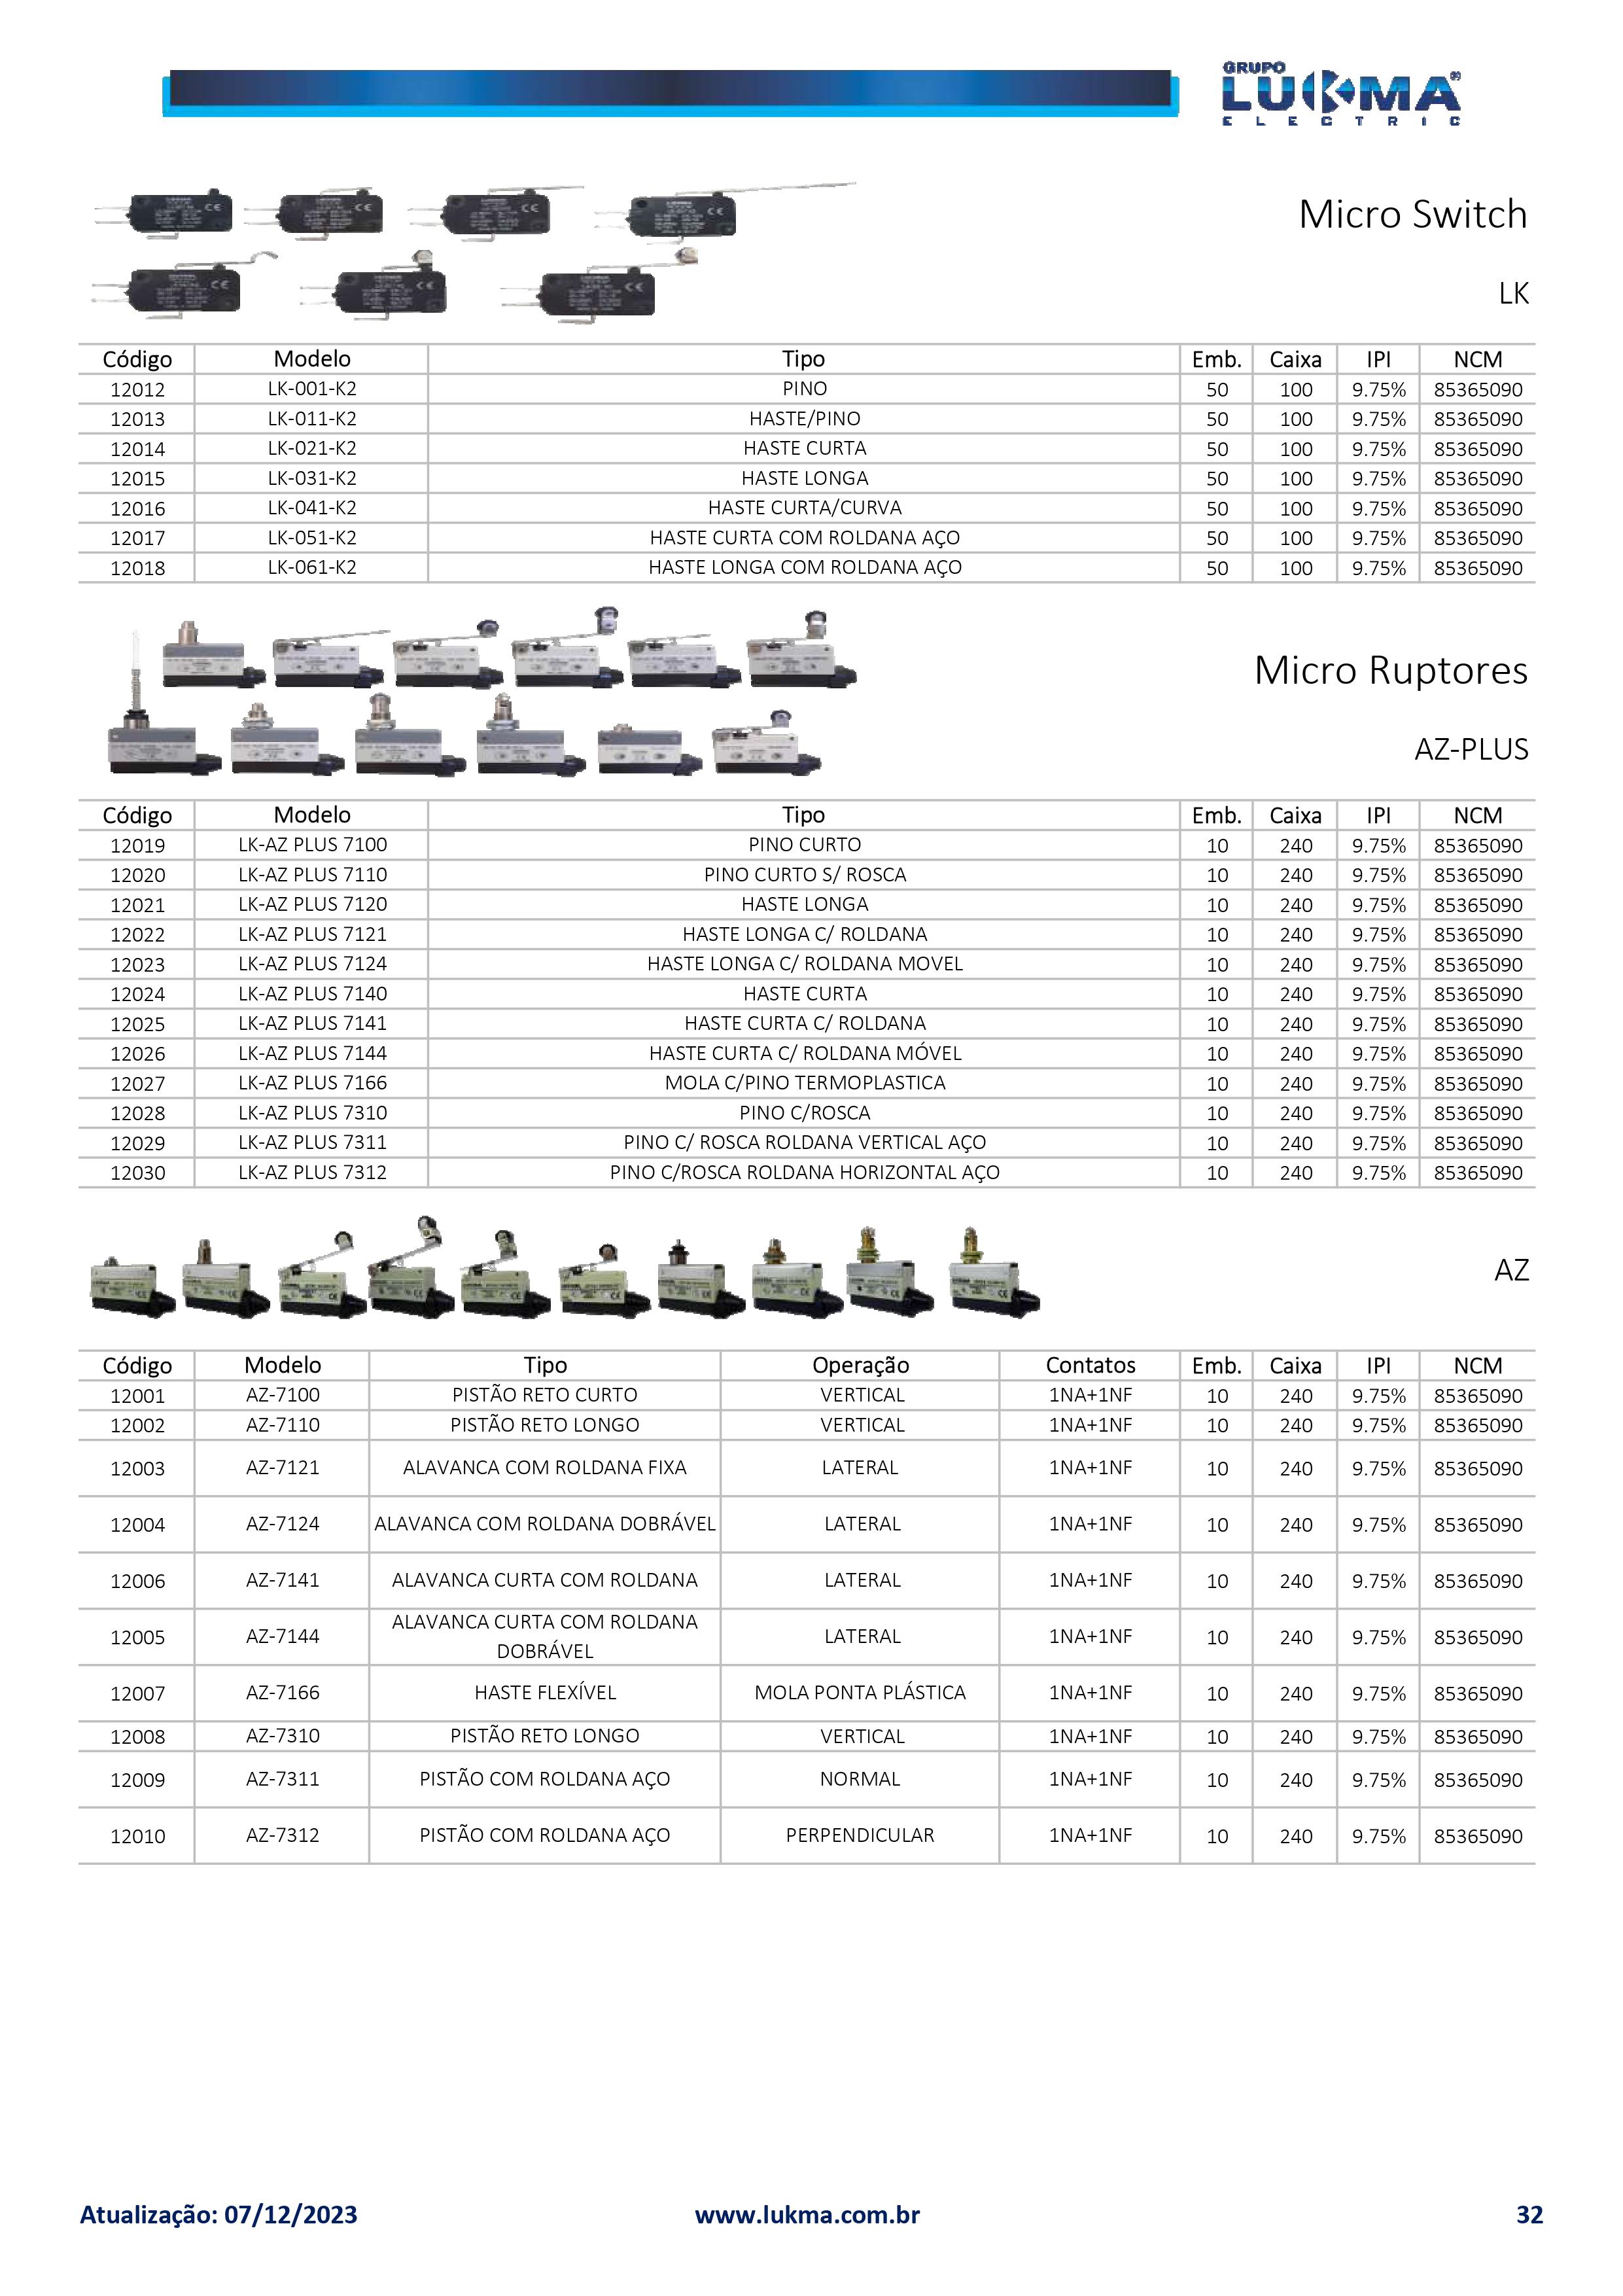 GRUPO
LUKMA®
ELECTRIC
Micro Switch
LK
Código Modelo Tipo Emb. Caixa IPI NCM
12012 LK-001-K2 PINO 50 100 9.75% 85365090
12013 LK-011-K2 HASTE/PINO 50 100 9.75% 85365090
12014 LK-021-K2 HASTE CURTA 50 100 9.75% 85365090
12015 LK-031-K2 HASTE LONGA 50 100 9.75% 85365090
12016 LK-041-K2 HASTE CURTA/CURVA 50 100 9.75% 85365090
12017 LK-051-K2 HASTE CURTA COM ROLDANA AÇO 50 100 9.75% 85365090
12018 LK-061-K2 HASTE LONGA COM ROLDANA AÇO 50 100 9.75% 85365090
Micro Ruptores
AZ-PLUS
Código Modelo Tipo Emb. Caixa IPI NCM
12019 LK-AZ PLUS 7100 PINO CURTO 10 240 9.75% 85365090
12020 LK-AZ PLUS 7110 PINO CURTO S/ ROSCA 10 240 9.75% 85365090
12021 LK-AZ PLUS 7120 HASTE LONGA 10 240 9.75% 85365090
12022 LK-AZ PLUS 7121 HASTE LONGA C/ ROLDANA 10 240 9.75% 85365090
12023 LK-AZ PLUS 7124 HASTE LONGA C/ ROLDANA MOVEL 10 240 9.75% 85365090
12024 LK-AZ PLUS 7140 HASTE CURTA 10 240 9.75% 85365090
12025 LK-AZ PLUS 7141 HASTE CURTA C/ ROLDANA 10 240 9.75% 85365090
12026 LK-AZ PLUS 7144 HASTE CURTA C/ ROLDANA MÓVEL 10 240 9.75% 85365090
12027 LK-AZ PLUS 7166 MOLA C/PINO TERMOPLASTICA 10 240 9.75% 85365090
12028 LK-AZ PLUS 7310 PINO C/ROSCA 10 240 9.75% 85365090
12029 LK-AZ PLUS 7311 PINO C/ ROSCA ROLDANA VERTICAL AÇO 10 240 9.75% 85365090
12030 LK-AZ PLUS 7312 PINO C/ROSCA ROLDANA HORIZONTAL AÇO 10 240 9.75% 85365090
AZ
Código Modelo Tipo Operação Contatos Emb. Caixa IPI NCM
12001 AZ-7100 PISTÃO RETO CURTO VERTICAL 1NA+1NF 10 240 9.75% 85365090
12002 AZ-7110 PISTÃO RETO LONGO VERTICAL 1NA+1NF 10 240 9.75% 85365090
12003 AZ-7121 ALAVANCA COM ROLDANA FIXA LATERAL 1NA+1NF 10 240 9.75% 85365090
12004 AZ-7124 ALAVANCA COM ROLDANA DOBRÁVEL LATERAL 1NA+1NF 10 240 9.75% 85365090
12006 AZ-7141 ALAVANCA CURTA COM ROLDANA LATERAL 1NA+1NF 10 240 9.75% 85365090
ALAVANCA CURTA COM ROLDANA
12005 AZ-7144 DOBRÁVEL LATERAL 1NA+1NF 10 240 9.75% 85365090
12007 AZ-7166 HASTE FLEXÍVEL MOLA PONTA PLÁSTICA 1NA+1NF 10 240 9.75% 85365090
12008 AZ-7310 PISTÃO RETO LONGO VERTICAL 1NA+1NF 10 240 9.75% 85365090
12009 AZ-7311 PISTÃO COM ROLDANA AÇO NORMAL 1NA+1NF 10 240 9.75% 85365090
12010 AZ-7312 PISTÃO COM ROLDANA AÇO PERPENDICULAR 1NA+1NF 10 240 9.75% 85365090
Atualização: 07/12/2023 www.lukma.com.br 32